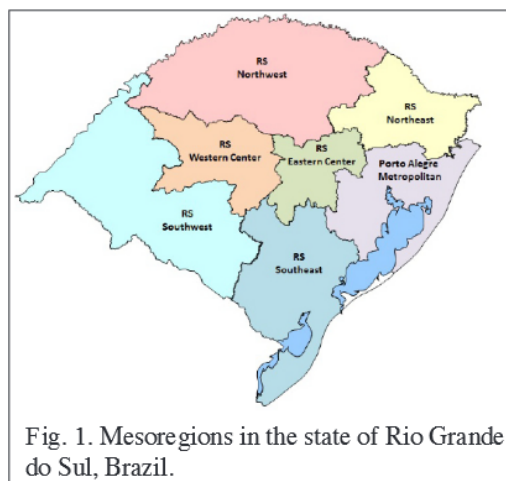 RS
Northwest
RS
Northeast
RS
Western Center
RS
Eastern Center
Porto Alegre
Metropolitan
RS
Southwest
RS
Southeast
Fig. 1. Mesoregions in the state of Rio Grande
do Sul, Brazil.